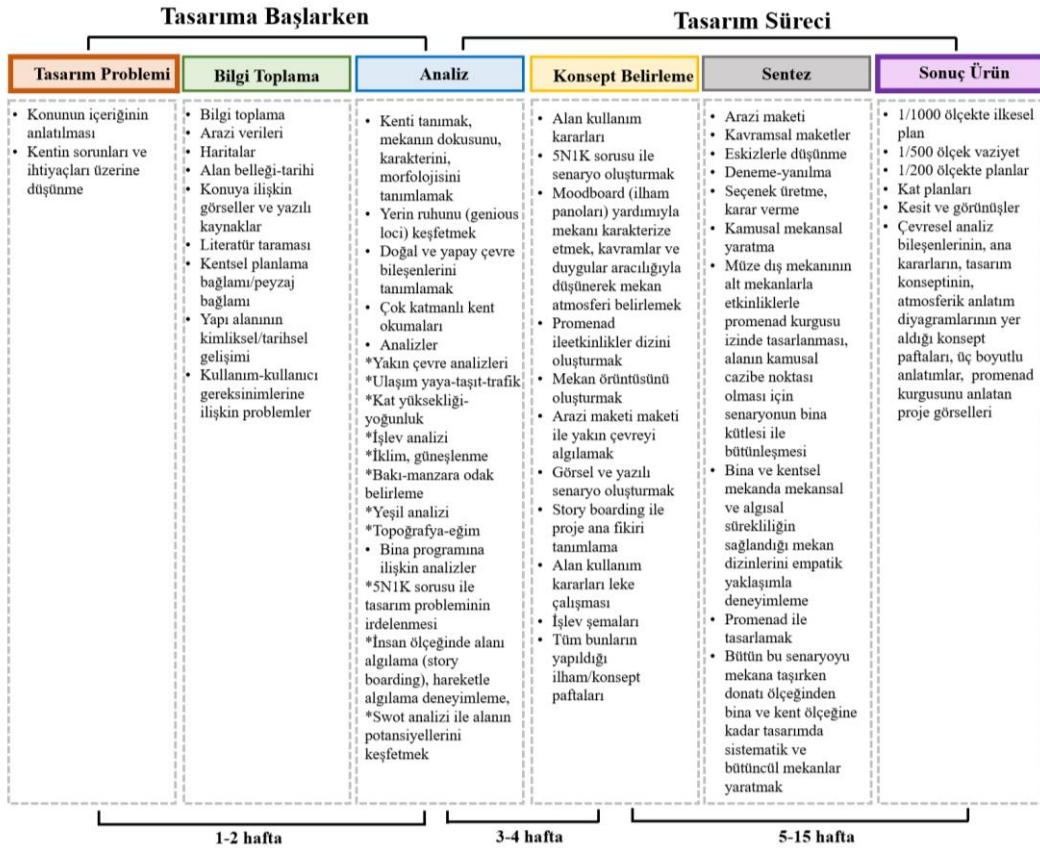 Tasarıma Başlarken
Tasarım Süreci
Tasarım Problemi
• Konunun içeriğinin
anlatılması
• Kentin sorunları ve
ihtiyaçları üzerine
düşünme
Bilgi Toplama
• Bilgi toplama
• Arazi verileri
• Haritalar
• Alan belleği-tarihi
• Konuya ilişkin
görseller ve yazılı
kaynaklar
• Literatür taraması
• Kentsel planlama
bağlamı/peyzaj
bağlamı
• Yapı alanının
kimliksel/tarihsel
gelişimi
• Kullanım-kullanıcı
gereksinimlerine
ilişkin problemler
Analiz
• Kenti tanımak,
mekanın dokusunu,
karakterini,
morfolojisini
tanımlamak
• Yerin ruhunu (genious
loci) keşfetmek
• Doğal ve yapay çevre
bileşenlerini
tanımlamak
• Çok katmanlı kent
okumaları
• Analizler
*Yakın çevre analizleri
*Ulaşım yaya-taşıt-trafik
*Kat yüksekliği-
yoğunluk
*İşlev analizi
*İklim, güneşlenme
*Bakı-manzara odak
belirleme
*Yeşil analizi
*Topoğrafya-eğim
• Bina programına
ilişkin analizler
*5N1K sorusu ile
tasarım probleminin
irdelenmesi
*İnsan ölçeğinde alanı
algılama (story
boarding), hareketle
algılama deneyimleme,
*Swot analizi ile alanın
potansiyellerini
keşfetmek
Konsept Belirleme
• Alan kullanım
kararları
• 5N1K sorusu ile
senaryo oluşturmak
• Moodboard (ilham
panoları) yardımıyla
mekanı karakterize
etmek, kavramlar ve
duygular aracılığıyla
düşünerek mekan
atmosferi belirlemek
• Promenad
ileetkinlikler dizini
oluşturmak
• Mekan örüntüsünü
oluşturmak
• Arazi maketi maketi
ile yakın çevreyi
algılamak
• Görsel ve yazılı
senaryo oluşturmak
• Story boarding ile
proje ana fikiri
tanımlama
• Alan kullanım
kararları leke
çalışması
• İşlev şemaları
• Tüm bunların
yapıldığı
ilham/konsept
paftaları
Sentez
• Arazi maketi
• Kavramsal maketler
• Eskizlerle düşünme
• Deneme-yanılma
• Seçenek üretme,
karar verme
• Kamusal mekansal
yaratma
• Müze dış mekanının
alt mekanlarla
etkinliklerle
promenad kurgusu
izinde tasarlanması,
alanın kamusal
cazibe noktası
olması için
senaryonun bina
kütlesi ile
bütünleşmesi
• Bina ve kentsel
mekanda mekansal
ve algısal
sürekliliğin
sağlandığı mekan
dizinlerini empatik
yaklaşımla
deneyimleme
• Promenad ile
tasarlamak
• Bütün bu senaryoyu
mekana taşırken
donatı ölçeğinden
bina ve kent ölçeğine
kadar tasarımda
sistematik ve
bütüncül mekanlar
yaratmak
Sonuç Ürün
• 1/1000 ölçekte ilkesel
plan
• 1/500 ölçek vaziyet
• 1/200 ölçekte planlar
• Kat planları
• Kesit ve görünüşler
• Çevresel analiz
bileşenlerinin, ana
kararların, tasarım
konseptinin,
atmosferik anlatım
diyagramlarının yer
aldığı konsept
paftaları, üç boyutlu
anlatımlar, promenad
kurgusunu anlatan
proje görselleri
1-2 hafta
3-4 hafta
5-15 hafta